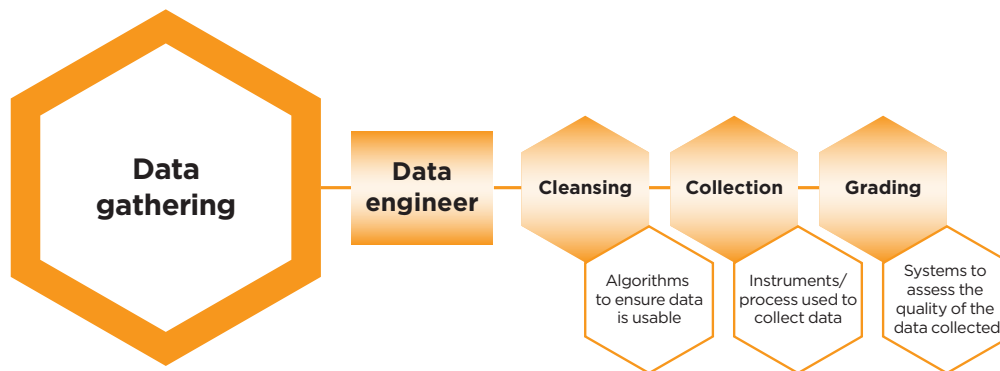 Data
gathering
Data
engineer
Cleansing
Collection
Grading
Algorithms
to ensure data
is usable
Instruments/
process used to
collect data
Systems to
assess the
quality of the
data collected